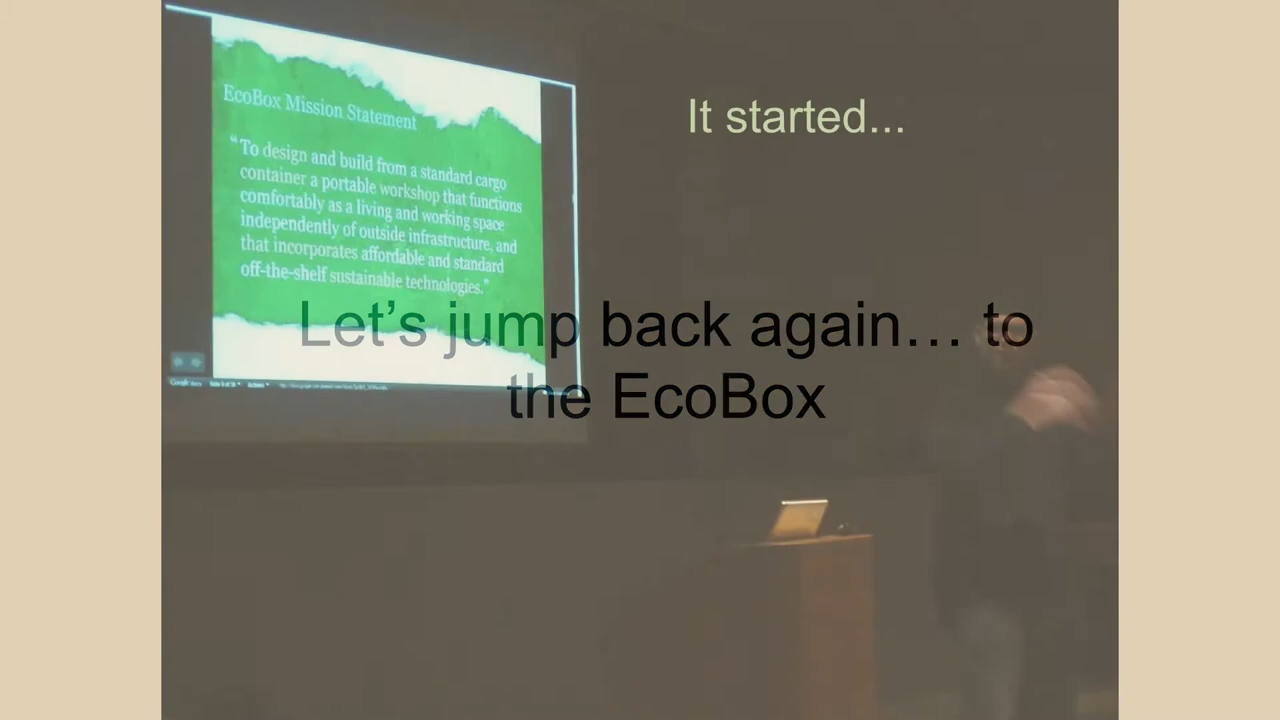 It started...
EcoBox Mission Statement
“To design and build from a standard cargo
container a portable workshop that functions
comfortably as a living and working space
independently of outside infrastructure, and
that incorporates affordable and standard
off-the-shelf sustainable technologies.”
Let’s jump back again… to
the EcoBox